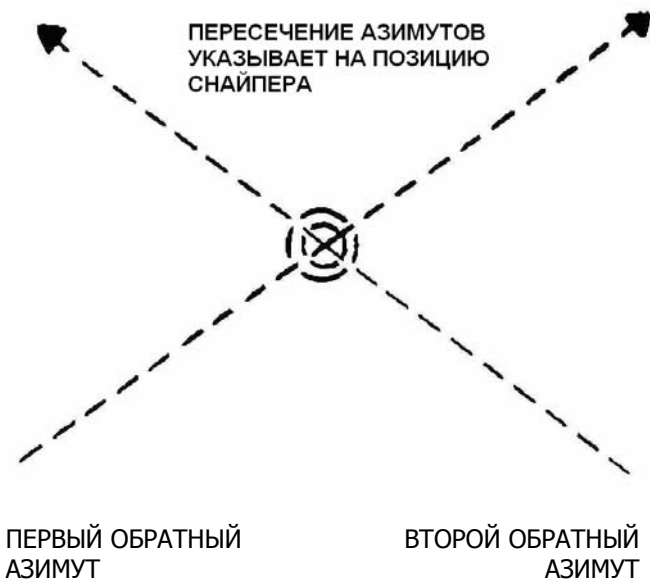 ПЕРЕСЕЧЕНИЕ АЗИМУТОВ
УКАЗЫВАЕТ НА ПОЗИЦИЮ
СНАЙПЕРА
ПЕРВЫЙ ОБРАТНЫЙ
АЗИМУТ
ВТОРОЙ ОБРАТНЫЙ
АЗИМУТ